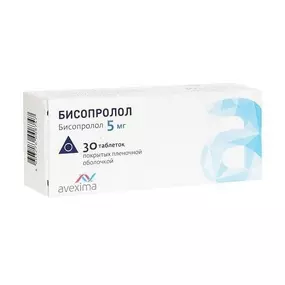 БИСОПРОЛОЛ
Бисопролол 5 мг
30 таблеток
покрытых пленочной
оболочкой
avexima